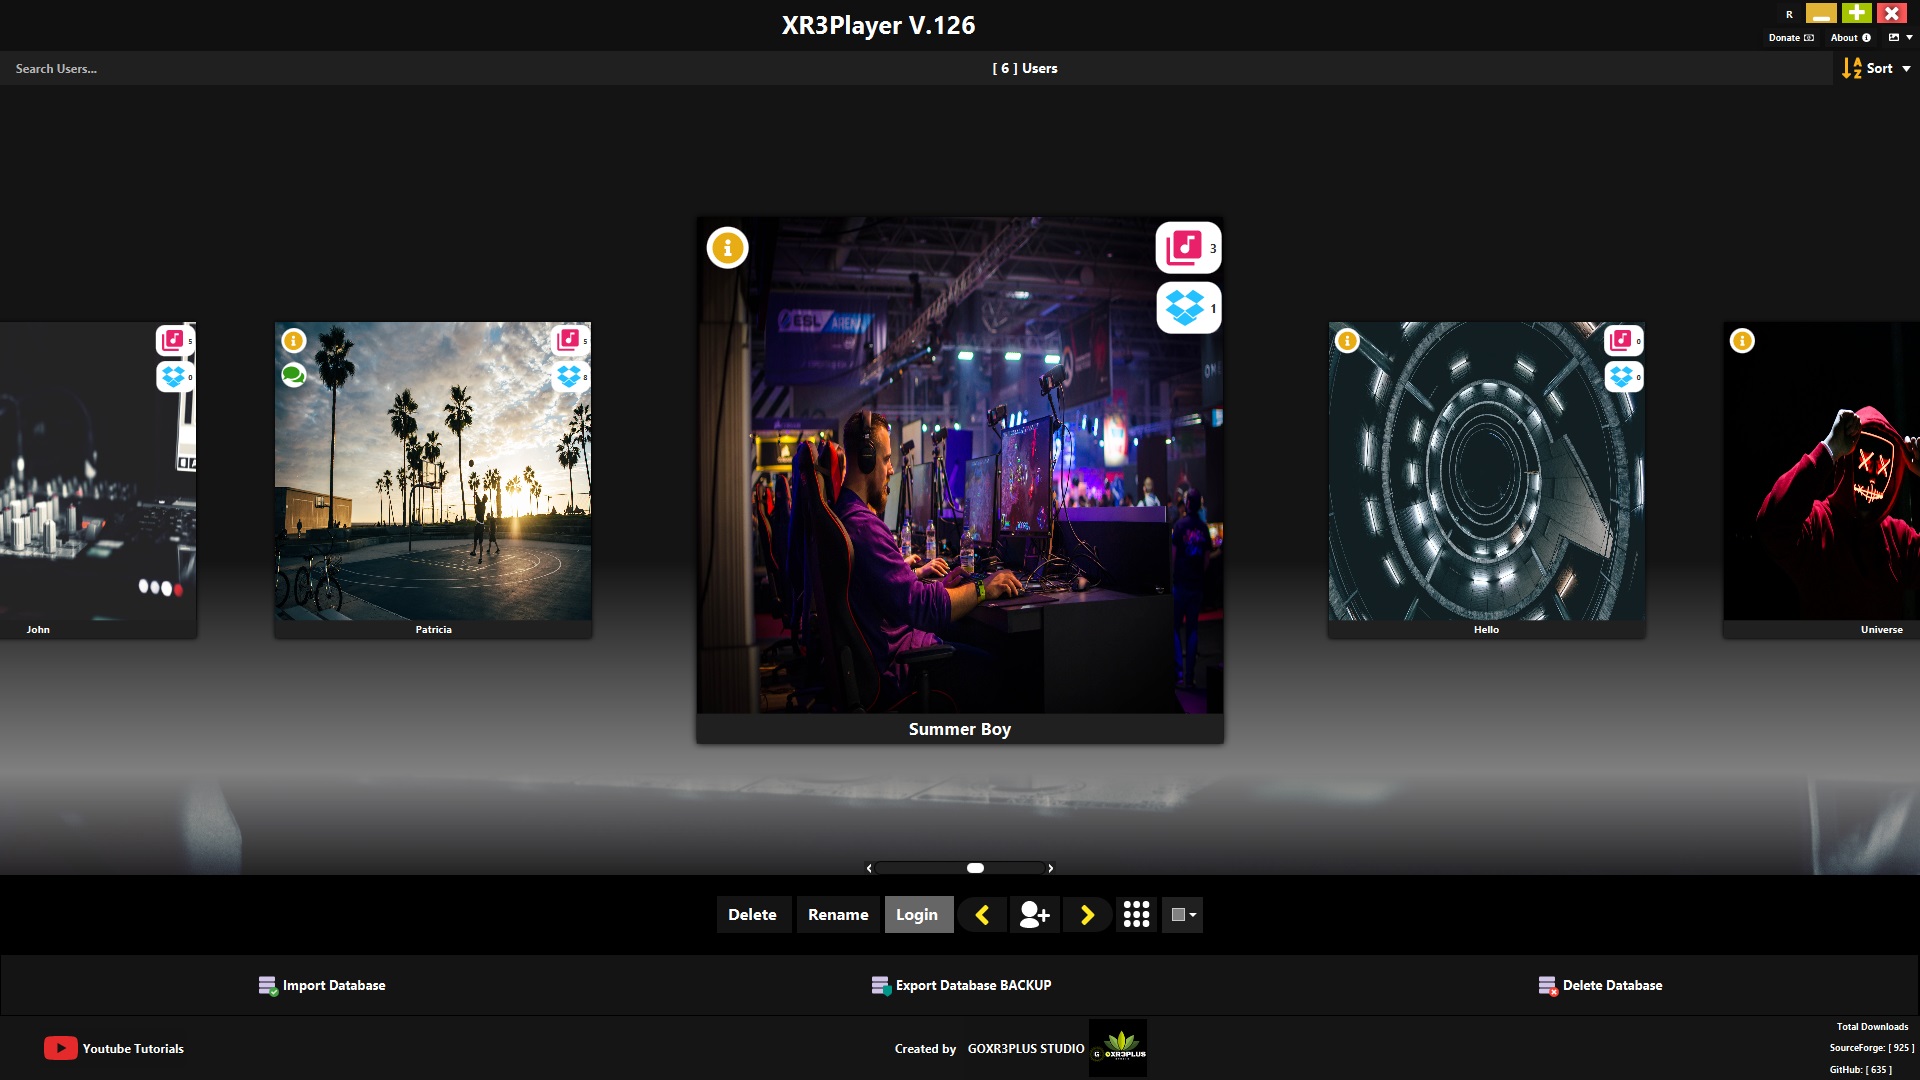 XR3Player V.126
R
Donate
About
Search Users...
[ 6 ] Users
Sort
3
1
ESL ARENA
5
0
5
8
0
0
John
Patricia
Summer Boy
Hello
Universe
Delete
Rename
Login
Import Database
Export Database BACKUP
Delete Database
Youtube Tutorials
Created by GOXR3PLUS STUDIO
GOXR3PLUS
Total Downloads
SourceForge: [ 925 ]
GitHub: [ 635 ]